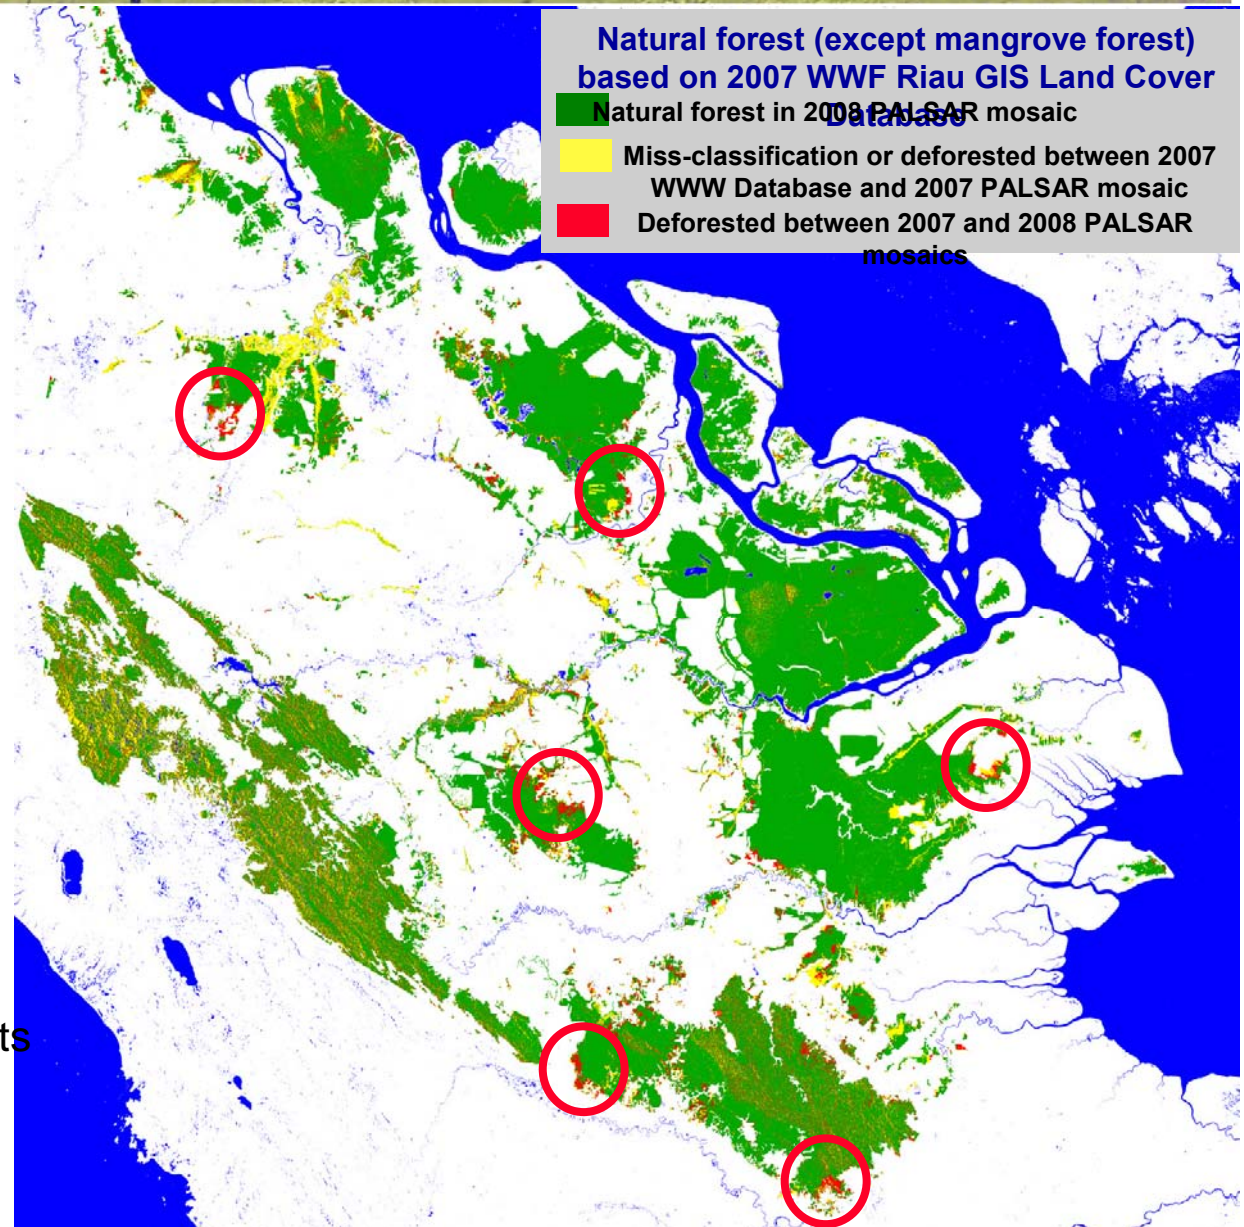 Natural forest (except mangrove forest)
based on 2007 WWF Riau GIS Land Cover
Database
Natural forest in 2008 PALSAR mosaic
Miss-classification or deforested between 2007
WWW Database and 2007 PALSAR mosaic
Deforested between 2007 and 2008 PALSAR
mosaics
ts